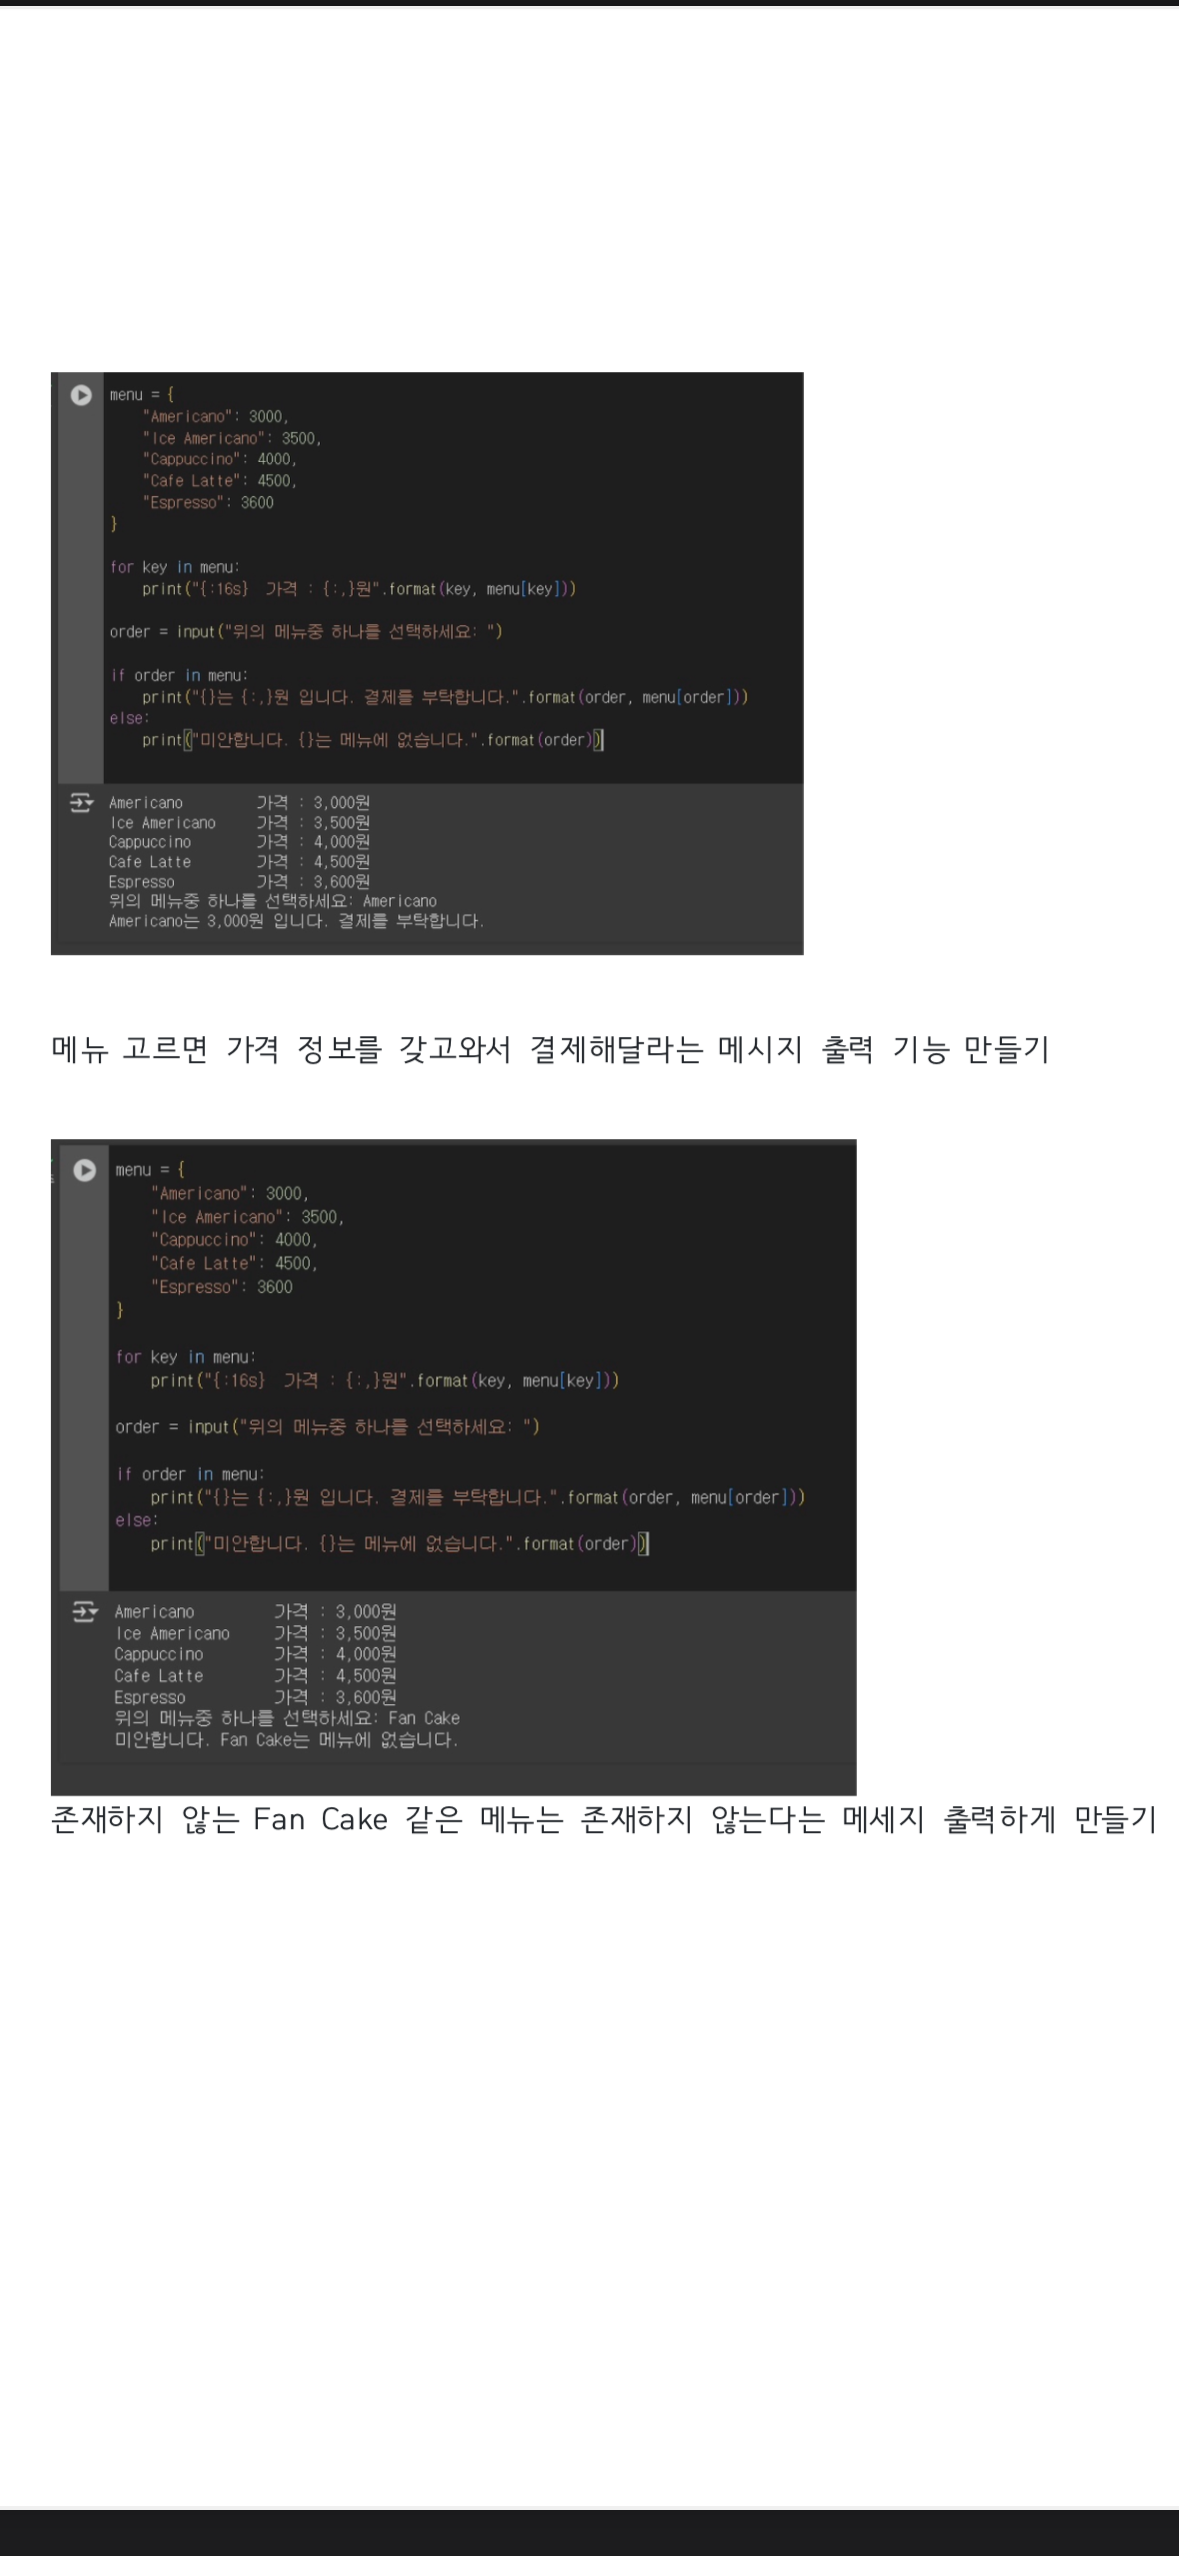 menu = {
    "Americano": 3000,
    "Ice Americano": 3500,
    "Cappuccino": 4000,
    "Cafe Latte": 4500,
    "Espresso": 3600
}
for key in menu:
    print("{:16s}  가격 : {:,}원".format(key, menu[key]))
order = input("위의 메뉴중 하나를 선택하세요: ")
if order in menu:
    print("{}는 {:,}원 입니다. 결제를 부탁합니다.".format(order, menu[order]))
else:
    print("미안합니다. {}는 메뉴에 없습니다.".format(order))
Americano         가격 : 3,000원
Ice Americano     가격 : 3,500원
Cappuccino        가격 : 4,000원
Cafe Latte        가격 : 4,500원
Espresso          가격 : 3,600원
위의 메뉴중 하나를 선택하세요: Americano
Americano는 3,000원 입니다. 결제를 부탁합니다.
메뉴 고르면 가격 정보를 갖고와서 결제해달라는 메시지 출력 기능 만들기
menu = {
    "Americano": 3000,
    "Ice Americano": 3500,
    "Cappuccino": 4000,
    "Cafe Latte": 4500,
    "Espresso": 3600
}
for key in menu:
    print("{:16s}  가격 : {:,}원".format(key, menu[key]))
order = input("위의 메뉴중 하나를 선택하세요: ")
if order in menu:
    print("{}는 {:,}원 입니다. 결제를 부탁합니다.".format(order, menu[order]))
else:
    print("미안합니다. {}는 메뉴에 없습니다.".format(order))
Americano         가격 : 3,000원
Ice Americano     가격 : 3,500원
Cappuccino        가격 : 4,000원
Cafe Latte        가격 : 4,500원
Espresso          가격 : 3,600원
위의 메뉴중 하나를 선택하세요: Fan Cake
미안합니다. Fan Cake는 메뉴에 없습니다.
존재하지 않는 Fan Cake 같은 메뉴는 존재하지 않는다는 메세지 출력하게 만들기